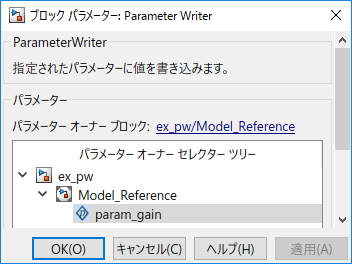 ブロック パラメーター: Parameter Writer
ParameterWriter
指定されたパラメーターに値を書き込みます。
パラメーター
パラメーター オーナー ブロック: ex_pw/Model_Reference
パラメーター オーナー セレクター ツリー
ex_pw
Model_Reference
param_gain
OK(O) キャンセル(C) ヘルプ(H) 適用(A)